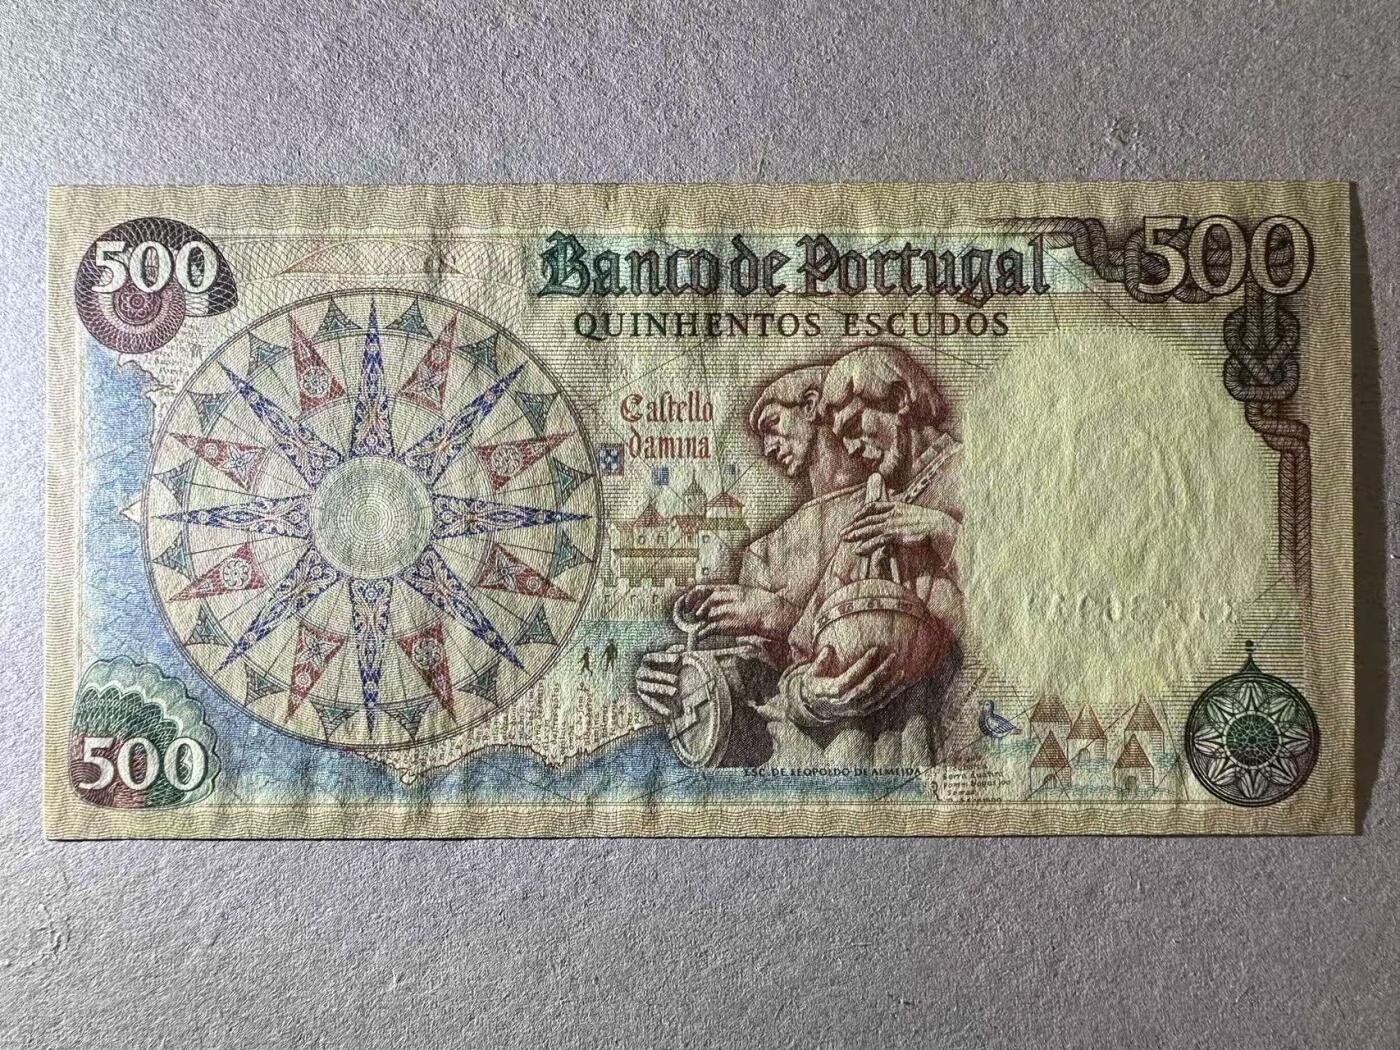 500
Banco de Portugal
500
QUINHENTOS ESCUDOS
Castello
damina
500
ESC. DE LEOPOLDO DE ALMEIDA